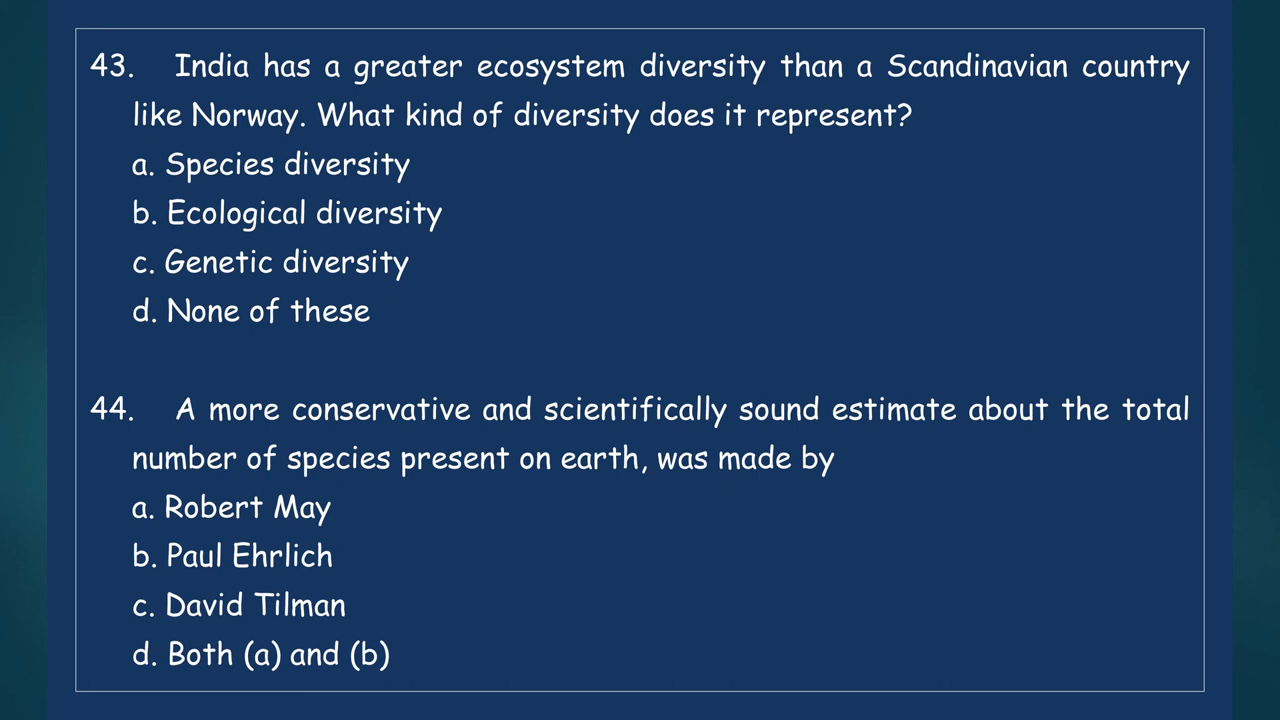 43. India has a greater ecosystem diversity than a Scandinavian country
like Norway. What kind of diversity does it represent?
a. Species diversity
b. Ecological diversity
c. Genetic diversity
d. None of these
44. A more conservative and scientifically sound estimate about the total
number of species present on earth, was made by
a. Robert May
b. Paul Ehrlich
c. David Tilman
d. Both (a) and (b)